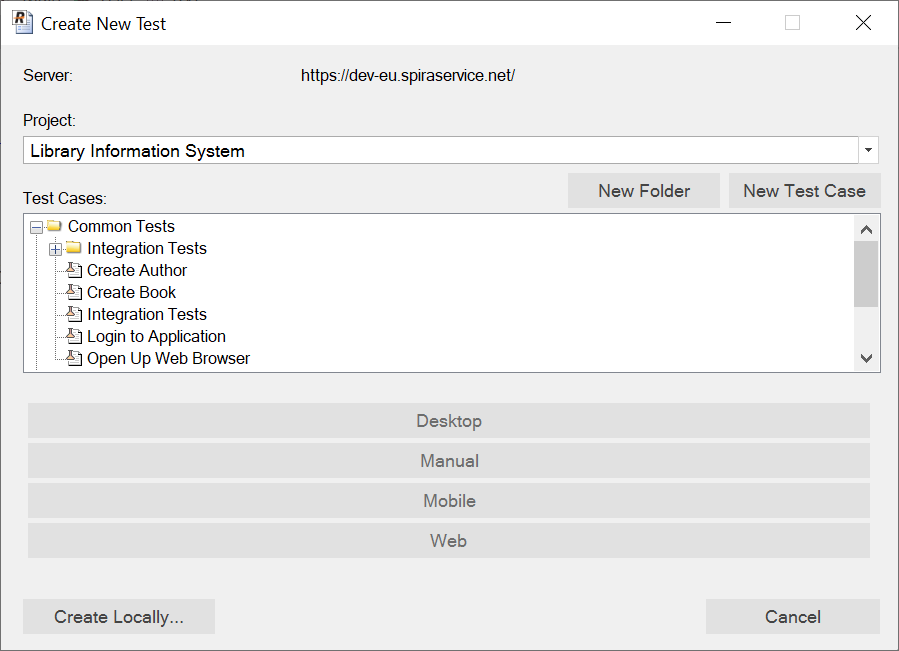 Create New Test
Server: https://dev-eu.spiraservice.net/
Project:
Library Information System
New Folder New Test Case
Test Cases:
Common Tests
Integration Tests
Create Author
Create Book
Integration Tests
Login to Application
Open Up Web Browser
Desktop
Manual
Mobile
Web
Create Locally... Cancel